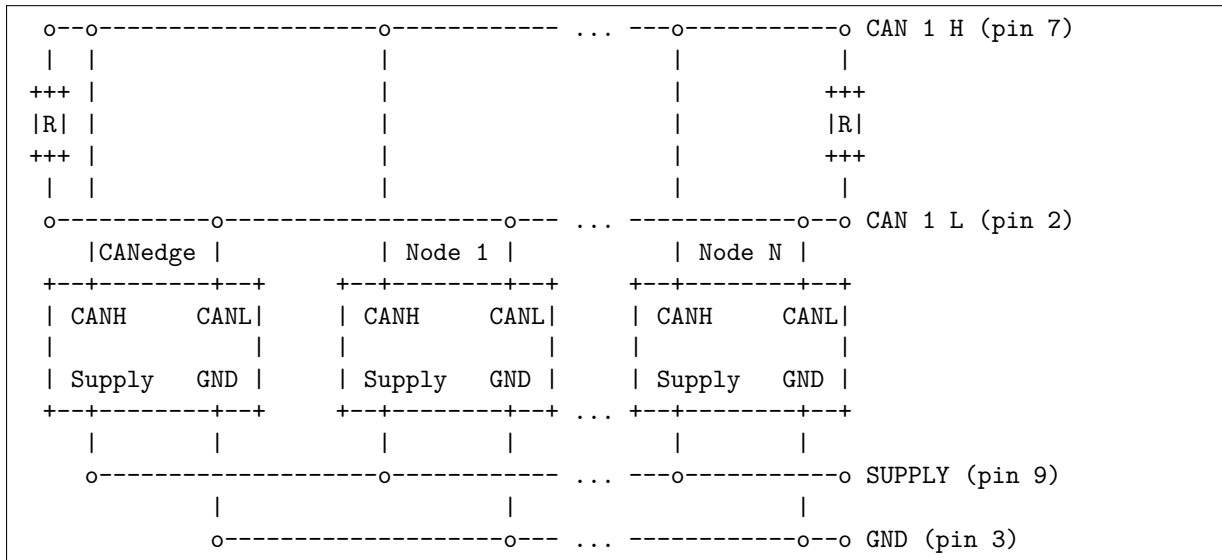 o--o--------------------o------------ ... ---o-----------o CAN 1 H (pin 7)
| | | | |
+++ | | | +++
|R| | | | |R|
+++ | | | +++
| | | | |
o-----------o--------------------o--- ... ------------o--o CAN 1 L (pin 2)
|CANedge | | Node 1 | | Node N |
+--+--------+--+ +--+--------+--+ +--+--------+--+
| CANH CANL| | CANH CANL| | CANH CANL|
| | | | | |
| Supply GND | | Supply GND | | Supply GND |
+--+--------+--+ +--+--------+--+ ... +--+--------+--+
| | | | | |
o--------------------o------------ ... ---o-----------o SUPPLY (pin 9)
| | |
o--------------------o--- ... ------------o--o GND (pin 3)